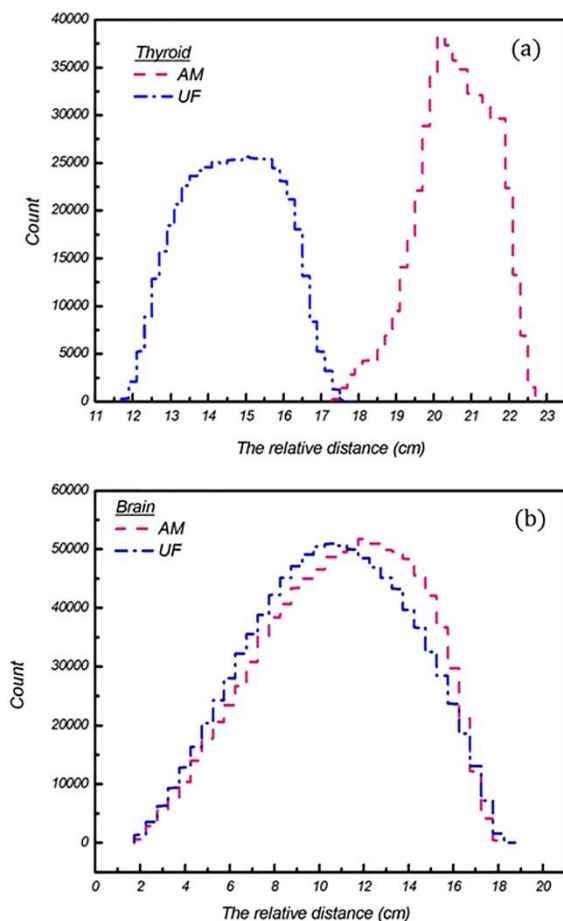 40000
35000
30000
25000
20000
15000
10000
5000
0
Count
Thyroid
AM
UF
(a)
11 12 13 14 15 16 17 18 19 20 21 22 23
The relative distance (cm)
60000
50000
40000
30000
20000
10000
0
Count
Brain
AM
UF
(b)
0 2 4 6 8 10 12 14 16 18 20
The relative distance (cm)